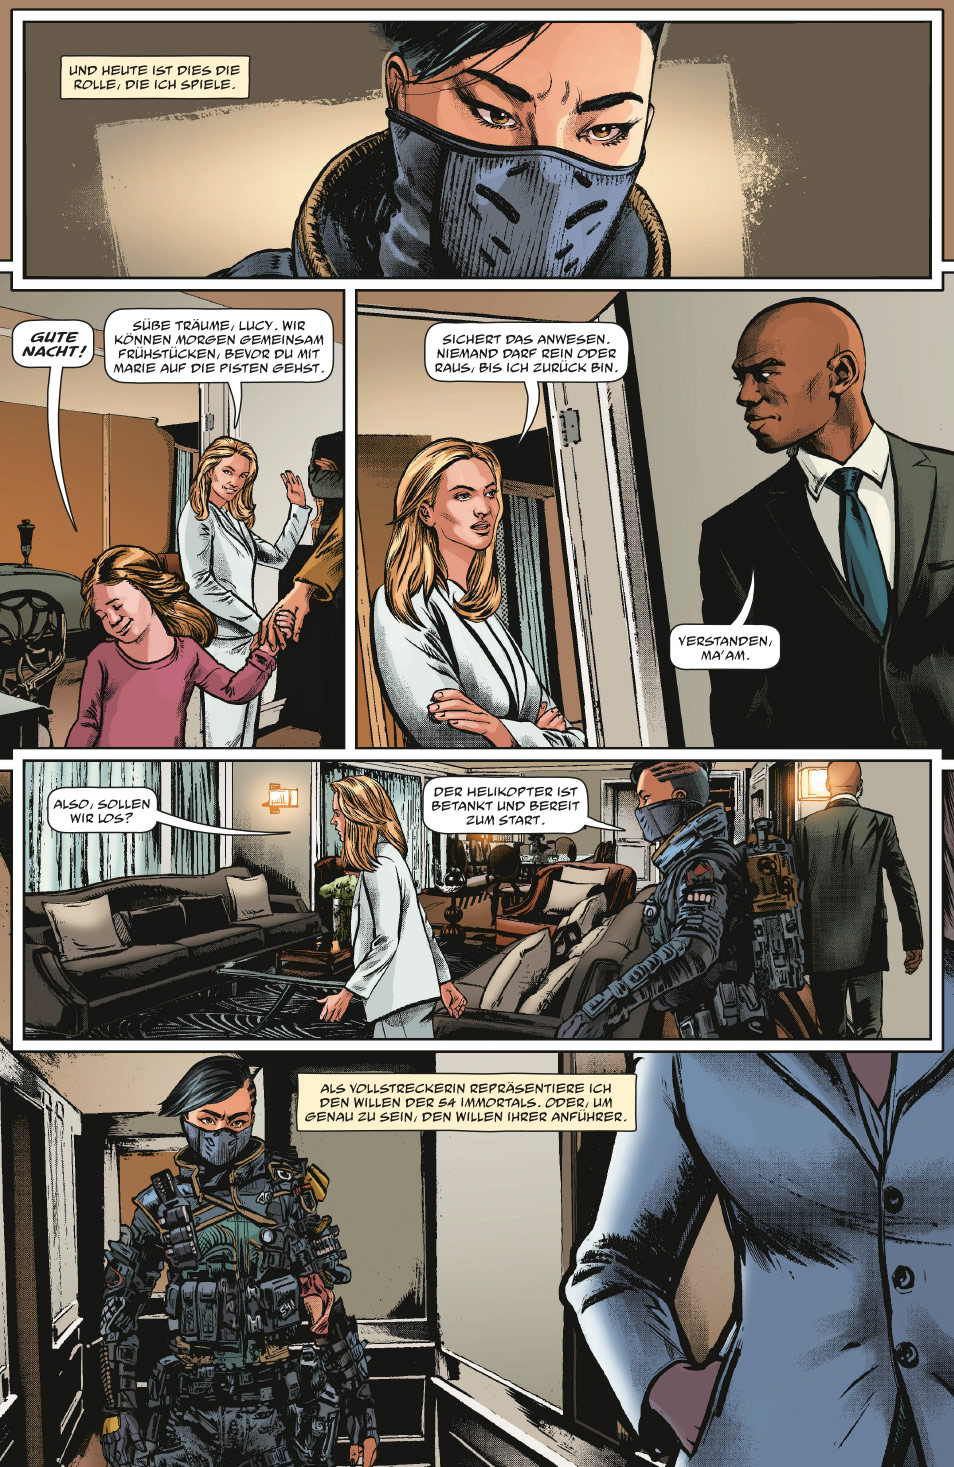 UND HEUTE IST DIES DIE
ROLLE, DIE ICH SPIELE.
GUTE
NACHT!
SÜßE TRÄUME, LUCY. WIR
KÖNNEN MORGEN GEMEINSAM
FRÜHSTÜCKEN, BEVOR DU MIT
MARIE AUF DIE PISTEN GEHST.
SICHERT DAS ANWESEN.
NIEMAND DARF REIN ODER
RAUS, BIS ICH ZURÜCK BIN.
VERSTANDEN,
MA'AM.
ALSO, SOLLEN
WIR LOS?
DER HELIKOPTER IST
BETANKT UND BEREIT
ZUM START.
ALS VOLLSTRECKERIN REPRÄSENTIERE ICH
DEN WILLEN DER 54 IMMORTALS. ODER, UM
GENAU ZU SEIN, DEN WILLEN IHRER ANFÜHRER.